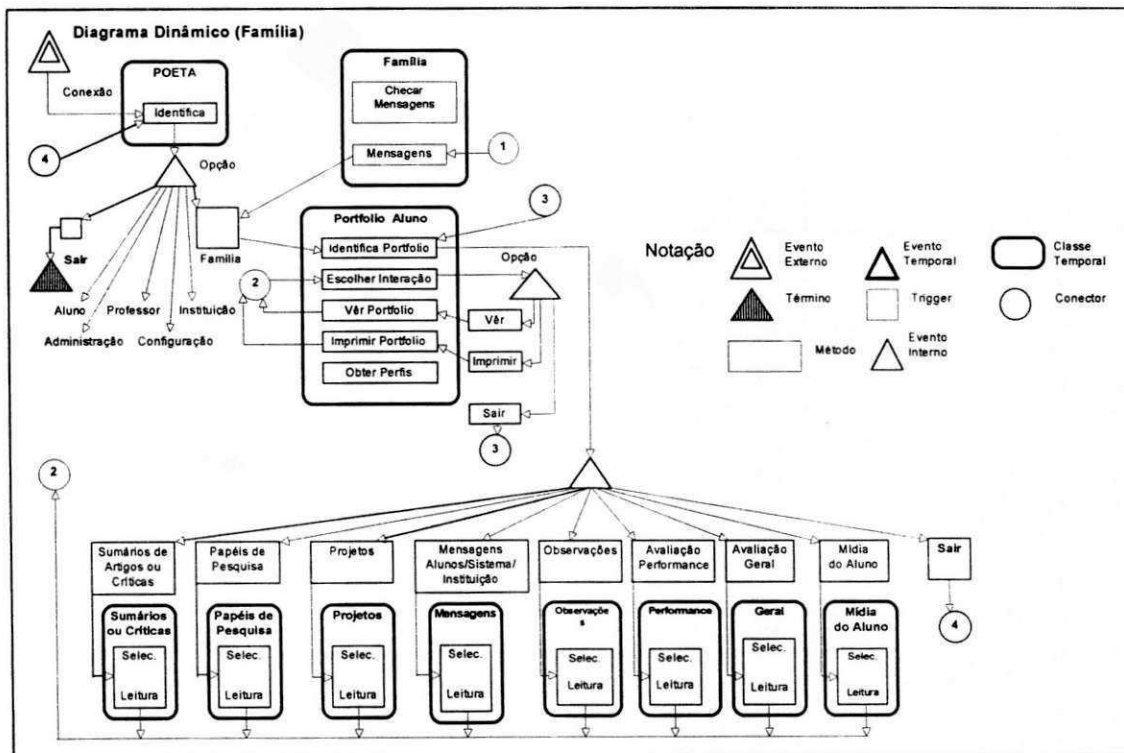 Diagrama Dinâmico (Família)
POETA
Conexão
Identifica
4
Opção
Sair
Família
Aluno
Professor
Instituição
Administração
Configuração
Família
Checar
Mensagens
Mensagens
1
3
Portfolio Aluno
Identifica Portfolio
Escolher Interação
Vêr Portfolio
Imprimir Portfolio
Obter Perfis
2
Opção
Vêr
Imprimir
Sair
3
Notação
Evento
Externo
Evento
Temporal
Classe
Temporal
Término
Trigger
Conector
Método
Evento
Interno
2
Sumários de
Artigos ou
Críticas
Papéis de
Pesquisa
Projetos
Mensagens
Alunos/Sistema/
Instituição
Observações
Avaliação
Performance
Avaliação
Geral
Mídia
do Aluno
Sair
4
Sumários
ou Críticas
Selec.
Leitura
Papéis de
Pesquisa
Selec.
Leitura
Projetos
Selec.
Leitura
Mensagens
Selec.
Leitura
Observaçõe
s
Selec.
Leitura
Performance
Selec.
Leitura
Geral
Selec.
Leitura
Mídia
do Aluno
Selec.
Leitura